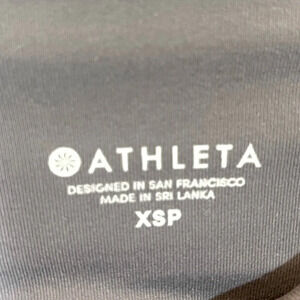 ATHLETA
DESIGNED IN SAN FRANCISCO
MADE IN SRI LANKA
XSP